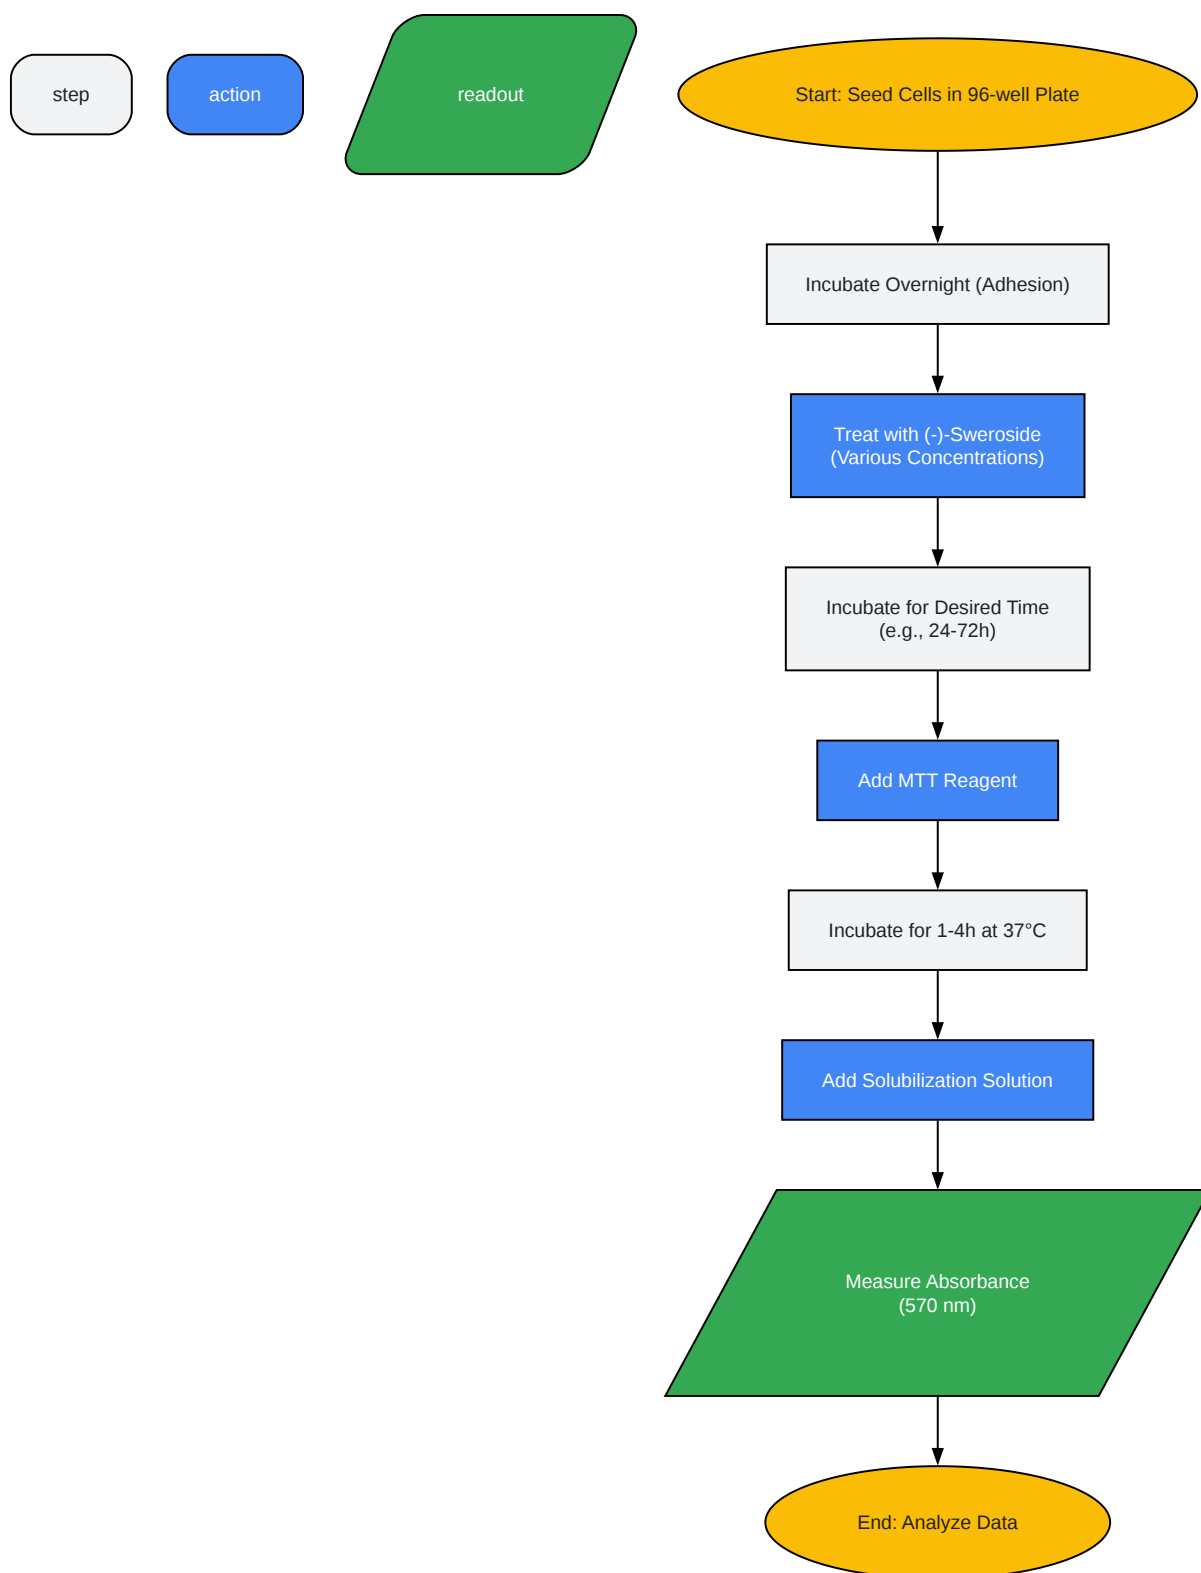 step
action
readout
Start: Seed Cells in 96-well Plate
Incubate Overnight (Adhesion)
Treat with (-)-Sweroside
(Various Concentrations)
Incubate for Desired Time
(e.g., 24-72h)
Add MTT Reagent
Incubate for 1-4h at 37°C
Add Solubilization Solution
Measure Absorbance
(570 nm)
End: Analyze Data